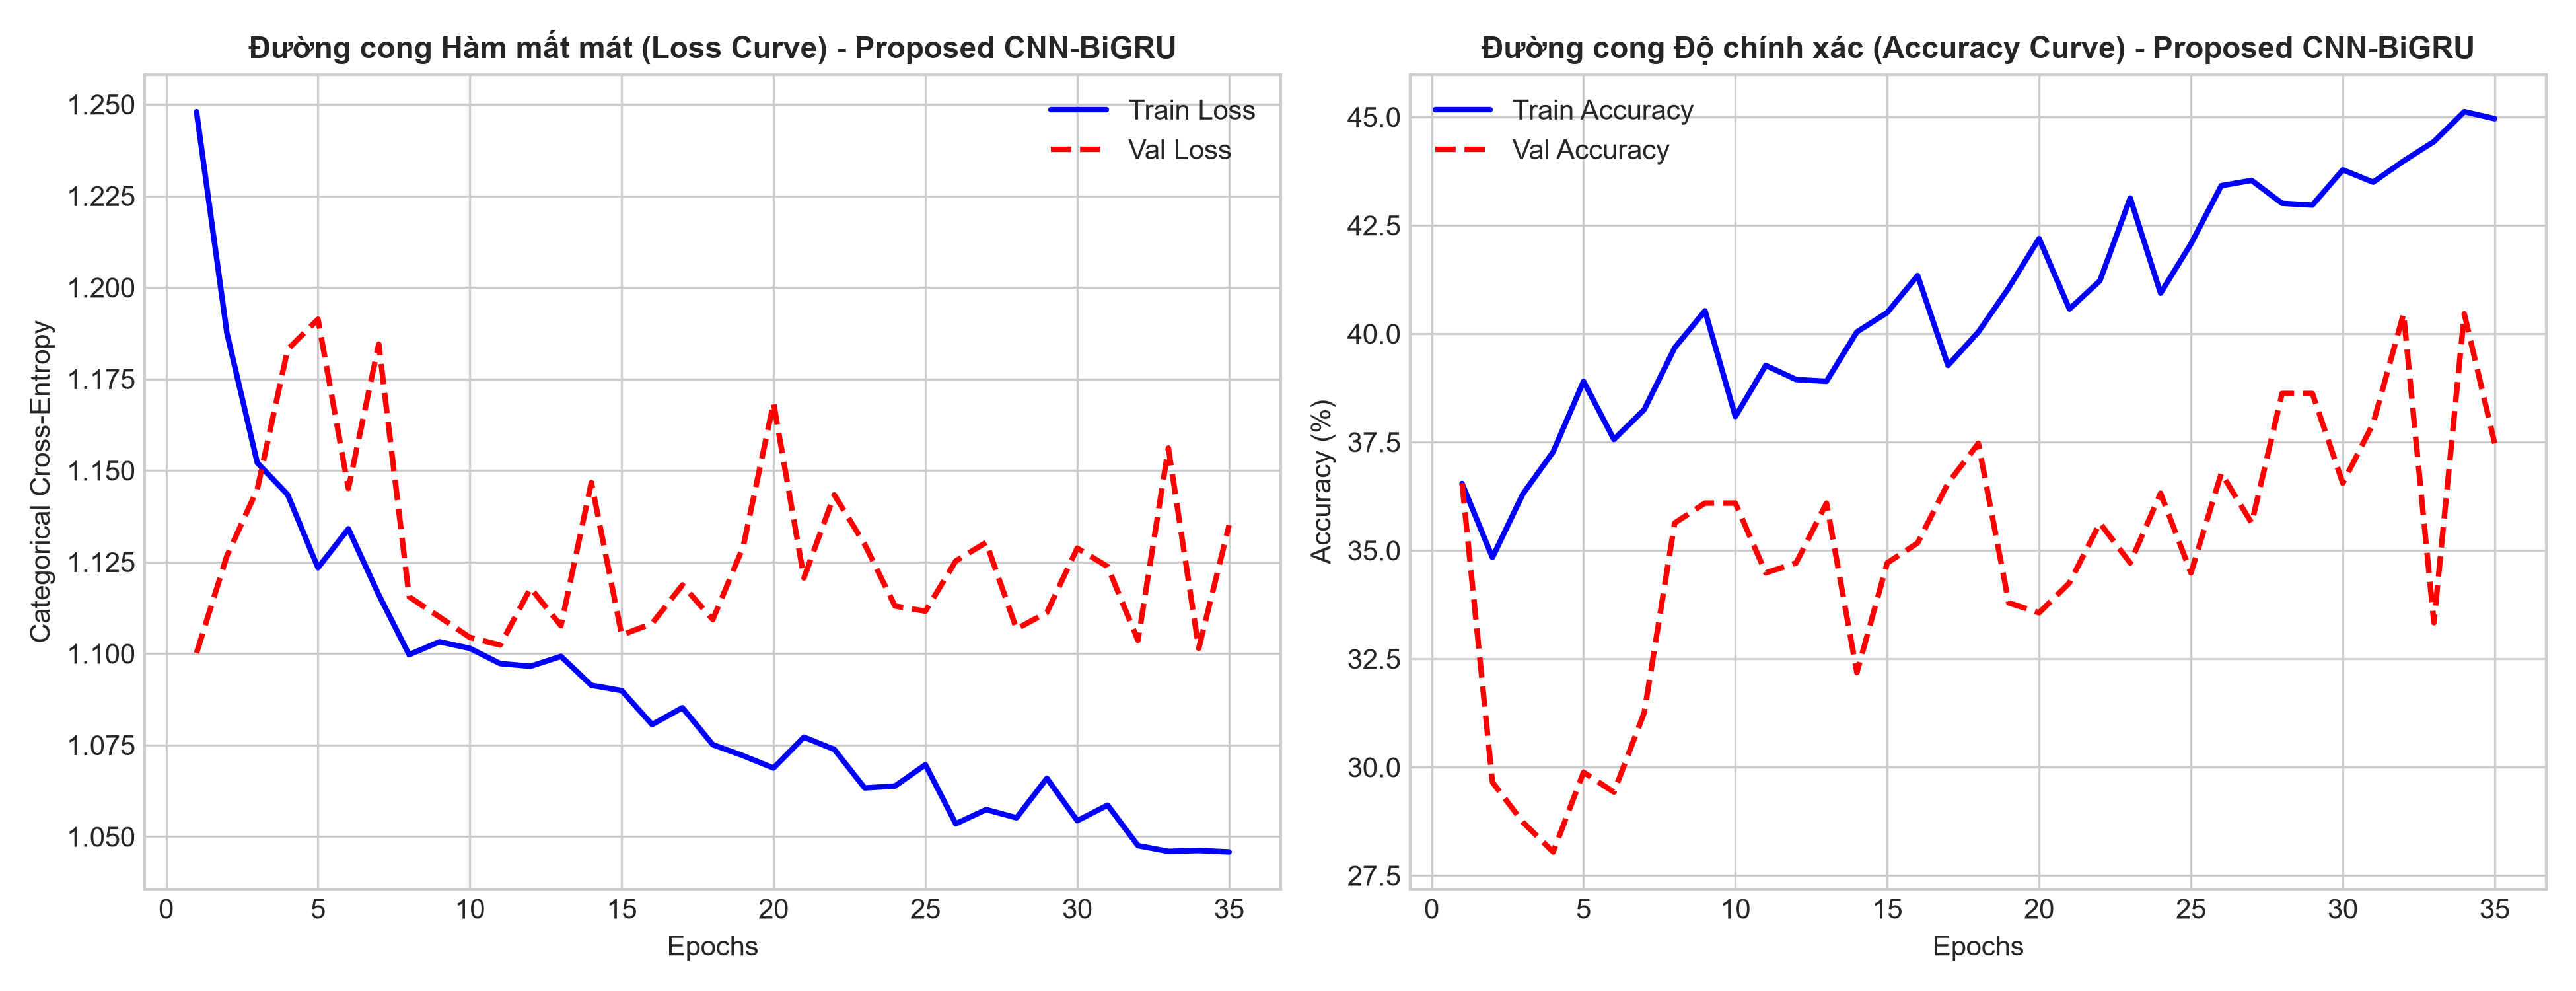 Đường cong Hàm mất mát (Loss Curve) - Proposed CNN-BiGRU
Train Loss
Val Loss
1.250
1.225
1.200
1.175
1.150
1.125
1.100
1.075
1.050
Categorical Cross-Entropy
0 5 10 15 20 25 30 35
Epochs
Đường cong Độ chính xác (Accuracy Curve) - Proposed CNN-BiGRU
Train Accuracy
Val Accuracy
45.0
42.5
40.0
37.5
35.0
32.5
30.0
27.5
Accuracy (%)
0 5 10 15 20 25 30 35
Epochs